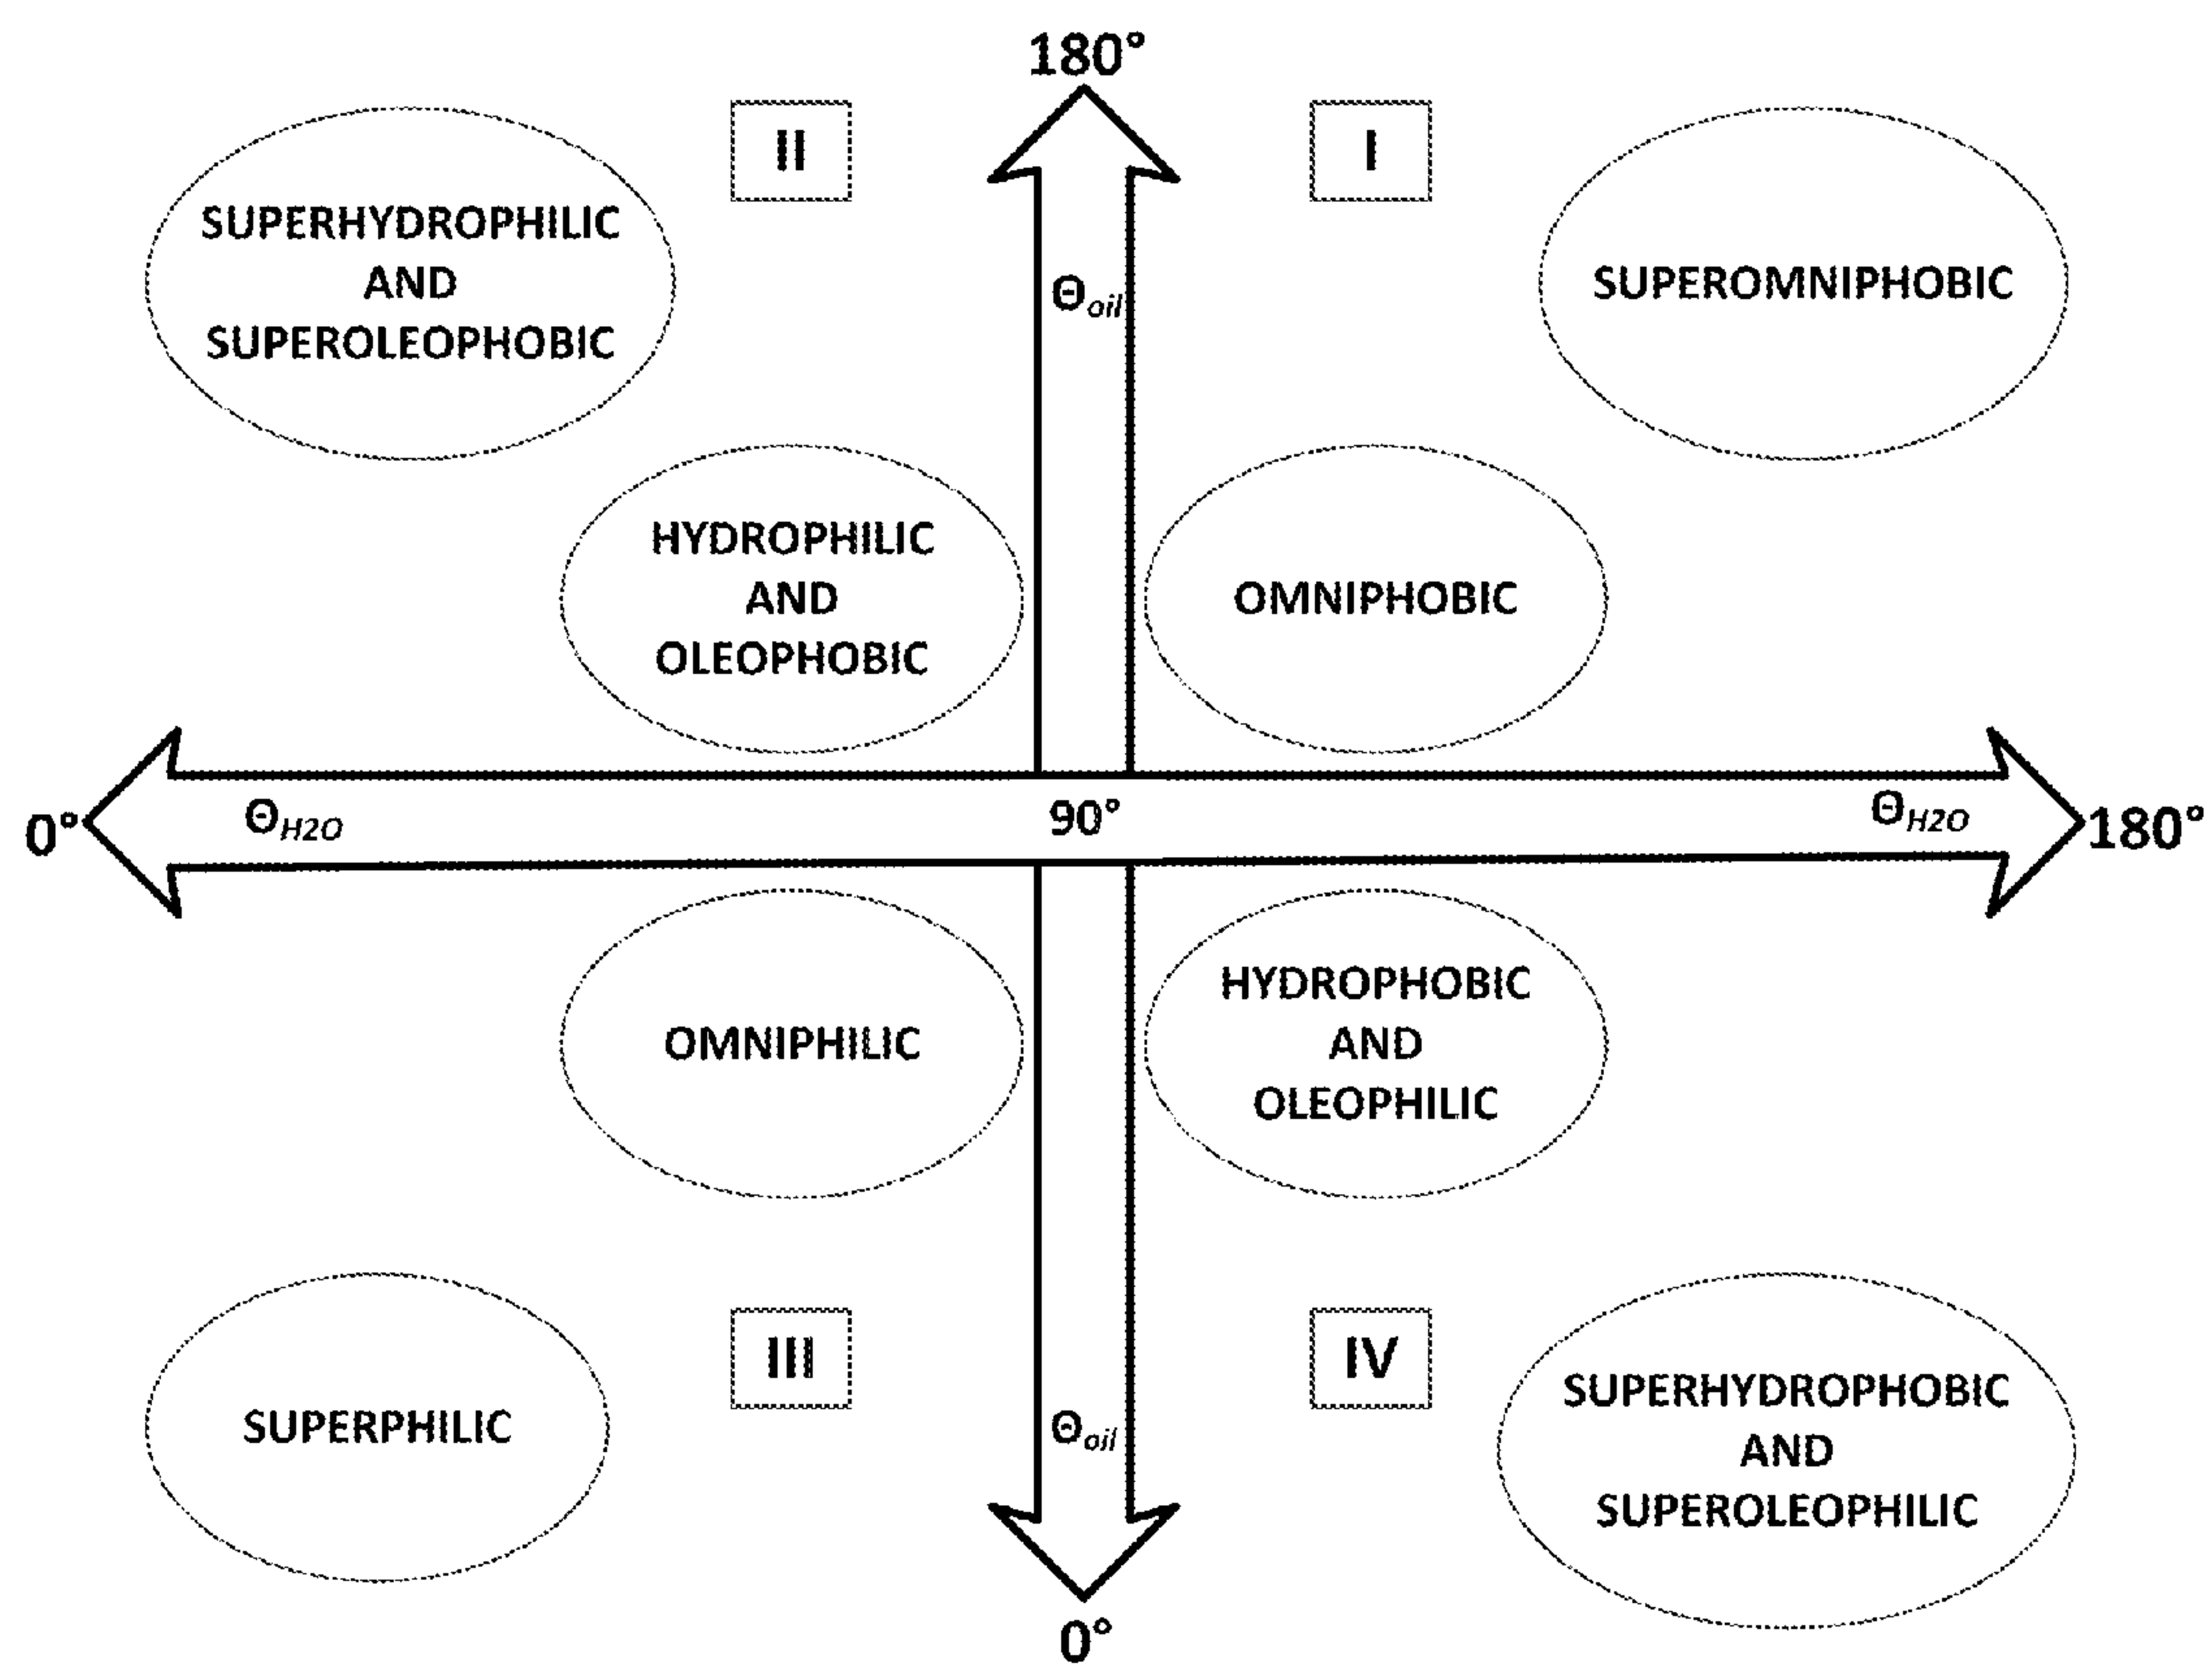 180°
II
I
SUPERHYDROPHILIC
AND
SUPEROLEOPHOBIC
SUPEROMNIPHOBIC
Θoil
HYDROPHILIC
AND
OLEOPHOBIC
OMNIPHOBIC
0°
ΘH2O
90°
ΘH2O
180°
OMNIPHILIC
HYDROPHOBIC
AND
OLEOPHILIC
III
IV
SUPERPHILIC
Θoil
SUPERHYDROPHOBIC
AND
SUPEROLEOPHILIC
0°